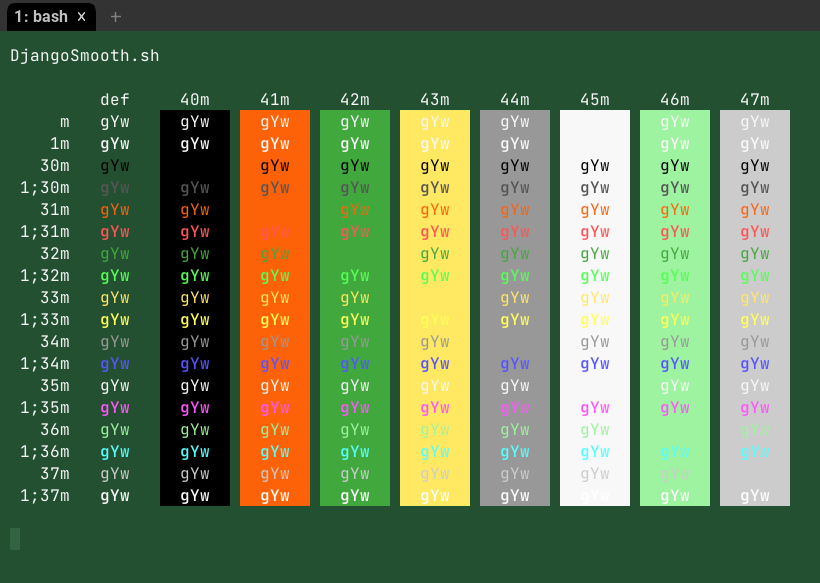 1: bash × +
DjangoSmooth.sh
def 40m 41m 42m 43m 44m 45m 46m 47m
m gYw gYw gYw gYw gYw gYw gYw gYw
1m gYw gYw gYw gYw gYw gYw gYw gYw
30m gYw gYw gYw gYw gYw gYw gYw gYw
1;30m gYw gYw gYw gYw gYw gYw gYw gYw gYw
31m gYw gYw gYw gYw gYw gYw gYw gYw
1;31m gYw gYw gYw gYw gYw gYw gYw gYw gYw
32m gYw gYw gYw gYw gYw gYw gYw gYw
1;32m gYw gYw gYw gYw gYw gYw gYw gYw gYw
33m gYw gYw gYw gYw gYw gYw gYw gYw
1;33m gYw gYw gYw gYw gYw gYw gYw gYw gYw
34m gYw gYw gYw gYw gYw gYw gYw gYw
1;34m gYw gYw gYw gYw gYw gYw gYw gYw gYw
35m gYw gYw gYw gYw gYw gYw gYw gYw
1;35m gYw gYw gYw gYw gYw gYw gYw gYw gYw
36m gYw gYw gYw gYw gYw gYw gYw gYw
1;36m gYw gYw gYw gYw gYw gYw gYw gYw gYw
37m gYw gYw gYw gYw gYw gYw gYw gYw
1;37m gYw gYw gYw gYw gYw gYw gYw gYw gYw